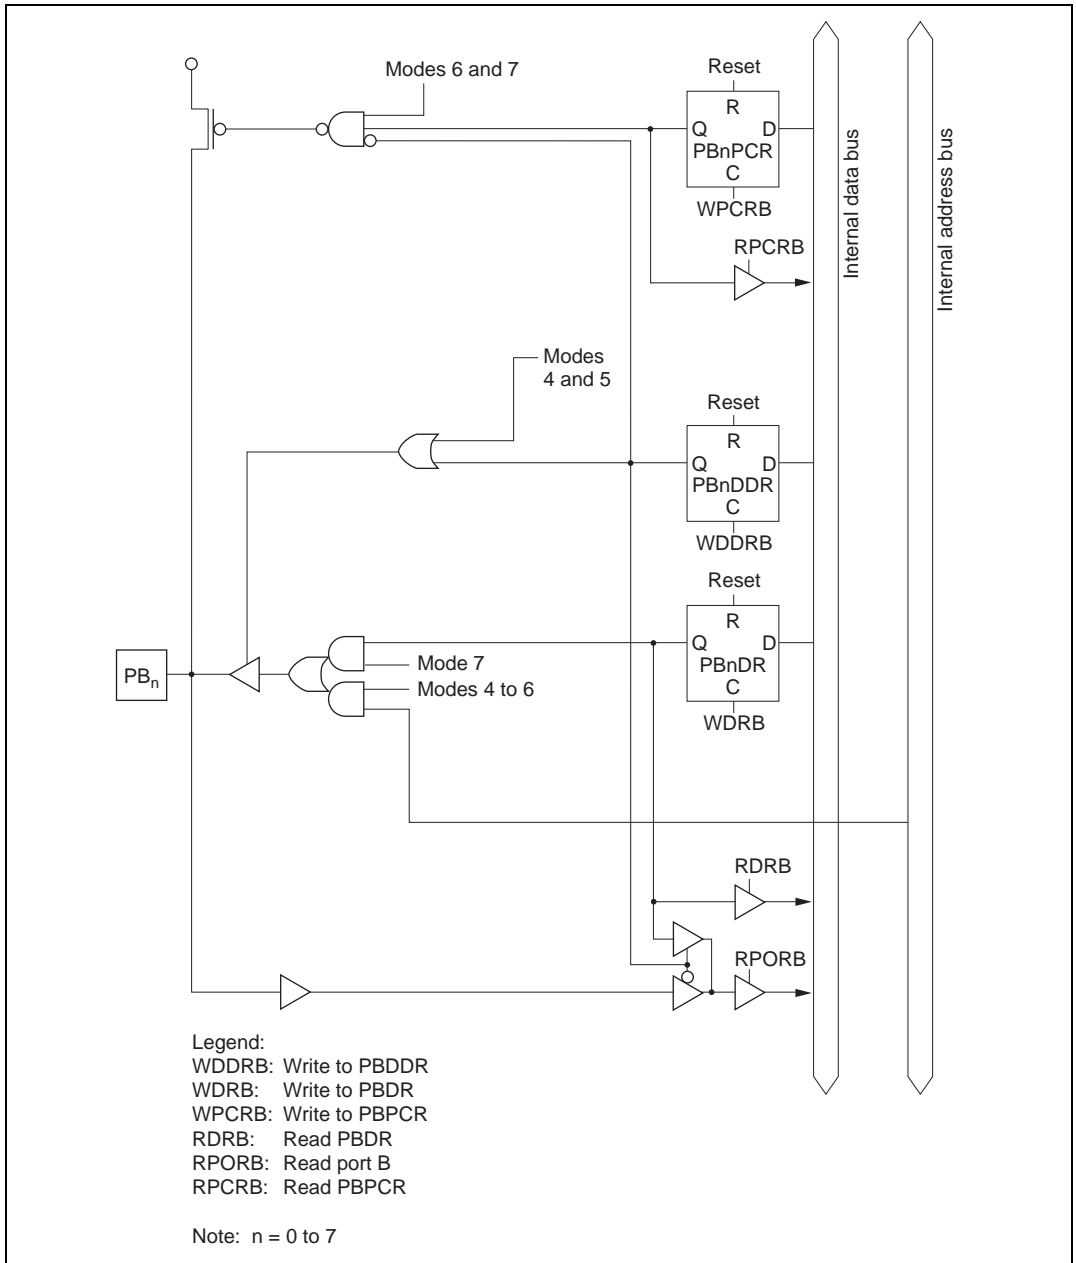 Modes 6 and 7
Reset
R
Q D
PBnPCR
C
WPCRB
RPCRB
Internal data bus
Internal address bus
Modes
4 and 5
Reset
R
Q D
PBnDDR
C
WDDRB
Reset
R
Q D
PBnDR
C
WDRB
PBn
Mode 7
Modes 4 to 6
RDRB
RPORB
Legend:
WDDRB: Write to PBDDR
WDRB: Write to PBDR
WPCRB: Write to PBPCR
RDRB: Read PBDR
RPORB: Read port B
RPCRB: Read PBPCR
Note: n = 0 to 7